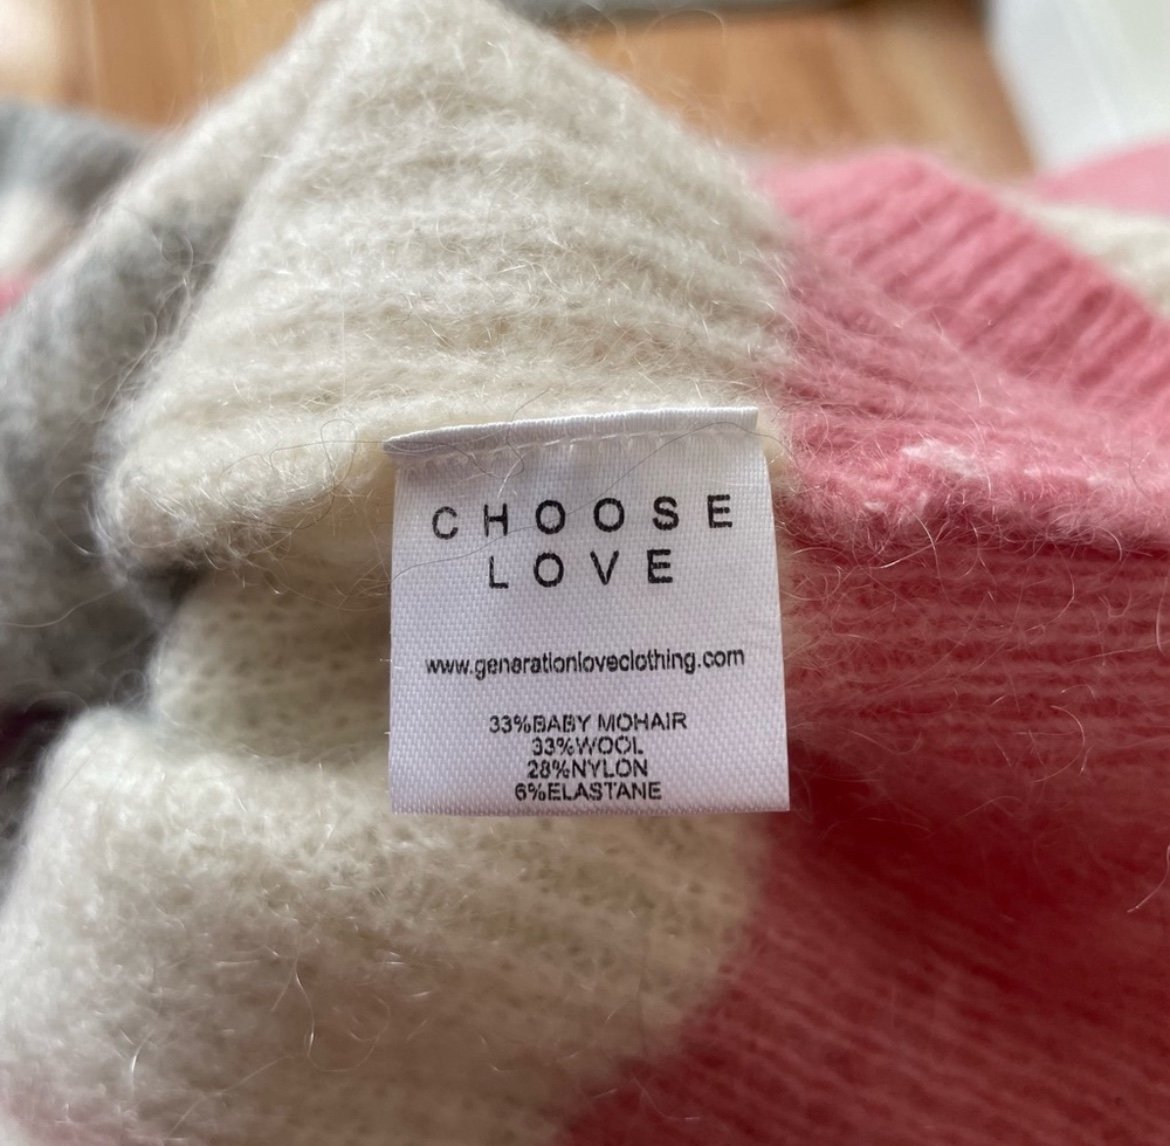 CHOOSE
LOVE
www.generationloveclothing.com
33%BABY MOHAIR
33%WOOL
28%NYLON
6%ELASTANE